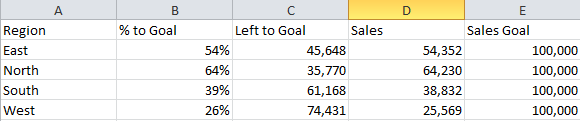 A B C D E
Region % to Goal Left to Goal Sales Sales Goal
East 54% 45,648 54,352 100,000
North 64% 35,770 64,230 100,000
South 39% 61,168 38,832 100,000
West 26% 74,431 25,569 100,000